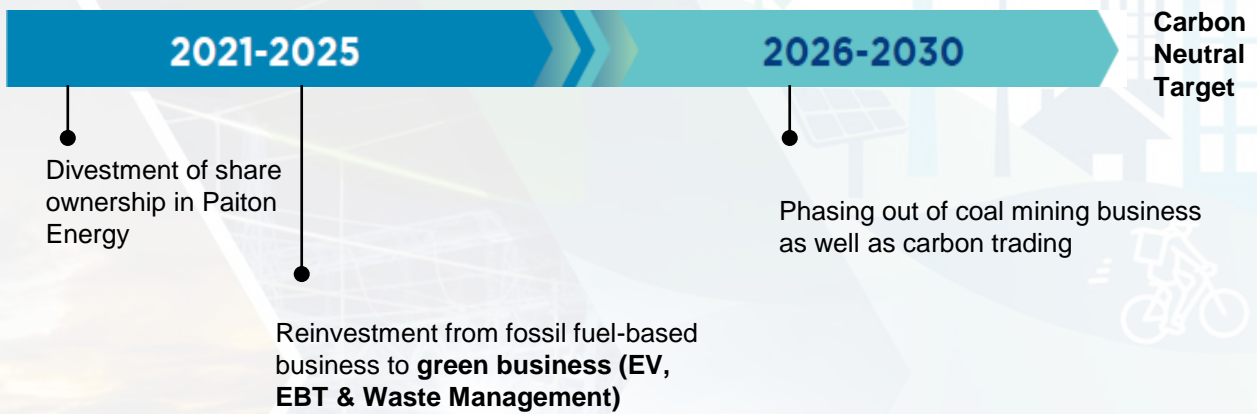 2021-2025
2026-2030
Carbon
Neutral
Target
Divestment of share
ownership in Paiton
Energy
Phasing out of coal mining business
as well as carbon trading
Reinvestment from fossil fuel-based
business to green business (EV,
EBT & Waste Management)